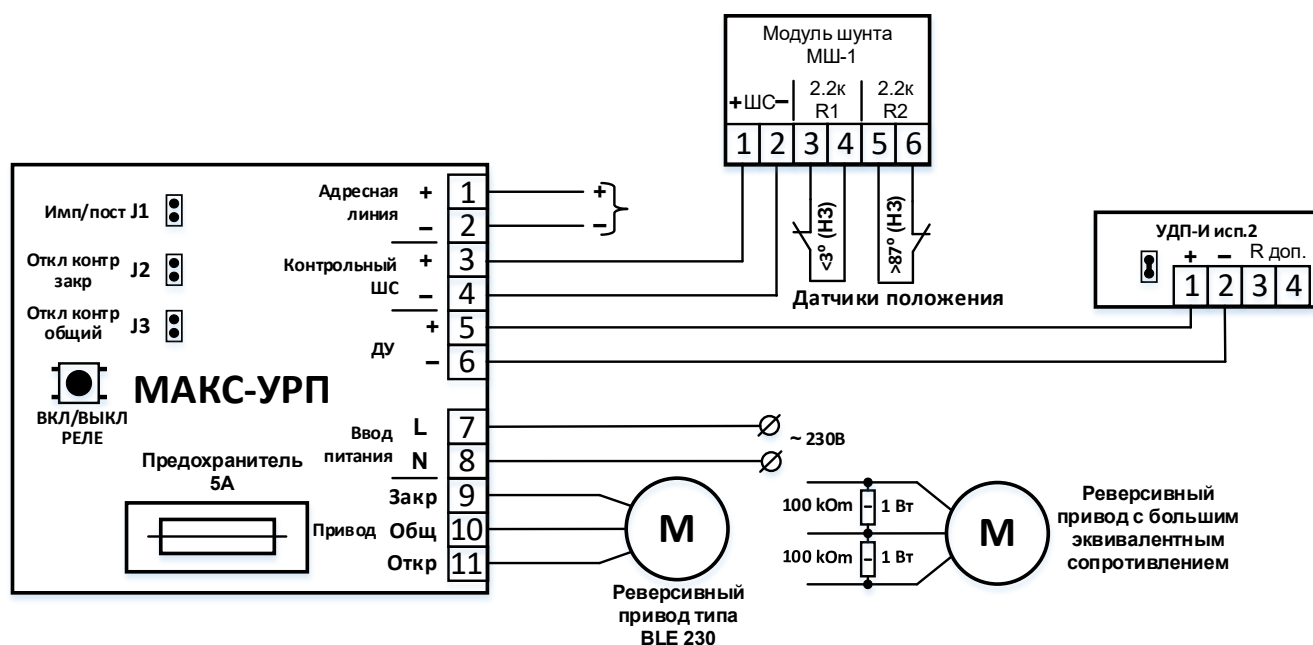 Модуль шунта
МШ-1
+ШС−
2.2к
R1
2.2к
R2
1 2 3 4 5 6
<3º (НЗ)
>87º (НЗ)
Датчики положения
УДП-И исп.2
+ − R доп.
1 2 3 4
Имп/пост J1
Откл контр
закр
J2
Откл контр
общий
J3
ВКЛ/ВЫКЛ
РЕЛЕ
МАКС-УРП
Предохранитель
5А
Адресная
линия
+ 1
− 2
+
−
Контрольный
ШС
+ 3
− 4
ДУ
+ 5
− 6
Ввод
питания
L 7
N 8
~ 230В
Привод
Закр 9
Общ 10
Откр 11
М
Реверсивный
привод типа
BLE 230
100 kOm 1 Вт
100 kOm 1 Вт
М
Реверсивный
привод с большим
эквивалентным
сопротивлением